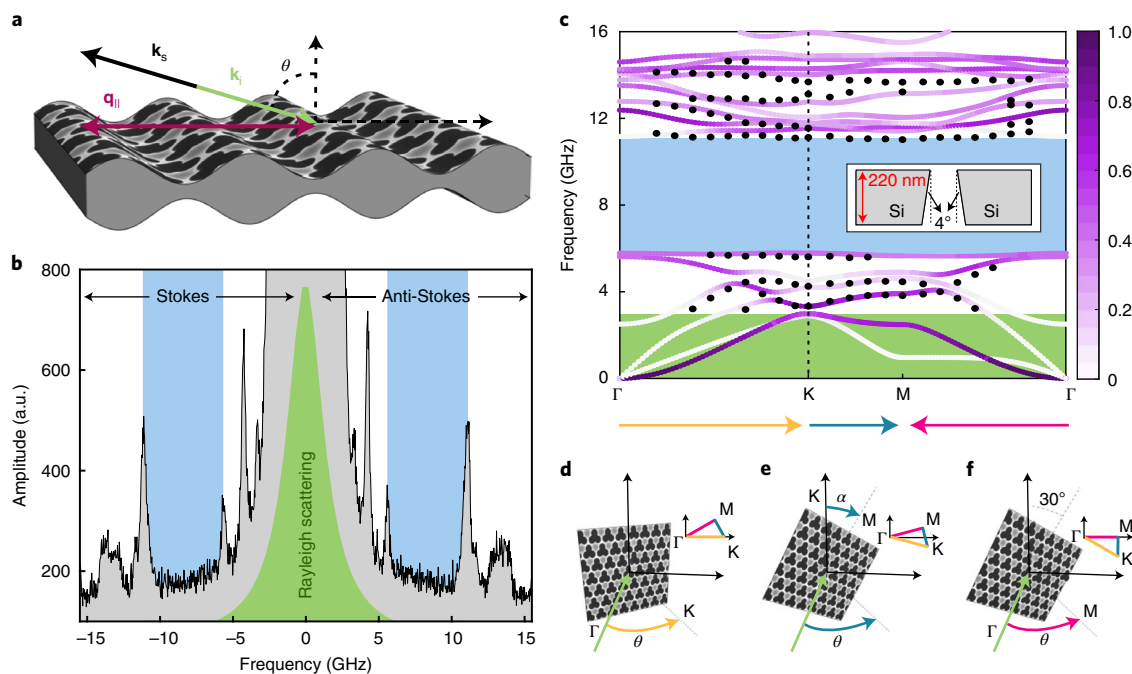 a
k_s
k_i
θ
q_||
b
800
600
400
200
Amplitude (a.u.)
Stokes
Anti-Stokes
Rayleigh scattering
–15
–10
–5
0
5
10
15
Frequency (GHz)
c
16
12
8
4
0
Frequency (GHz)
220 nm
Si
Si
4°
Γ
K
M
Γ
1.0
0.8
0.6
0.4
0.2
0
d
M
Γ
K
K
Γ
θ
e
K
α
M
M
Γ
K
θ
f
30°
M
Γ
K
M
Γ
θ